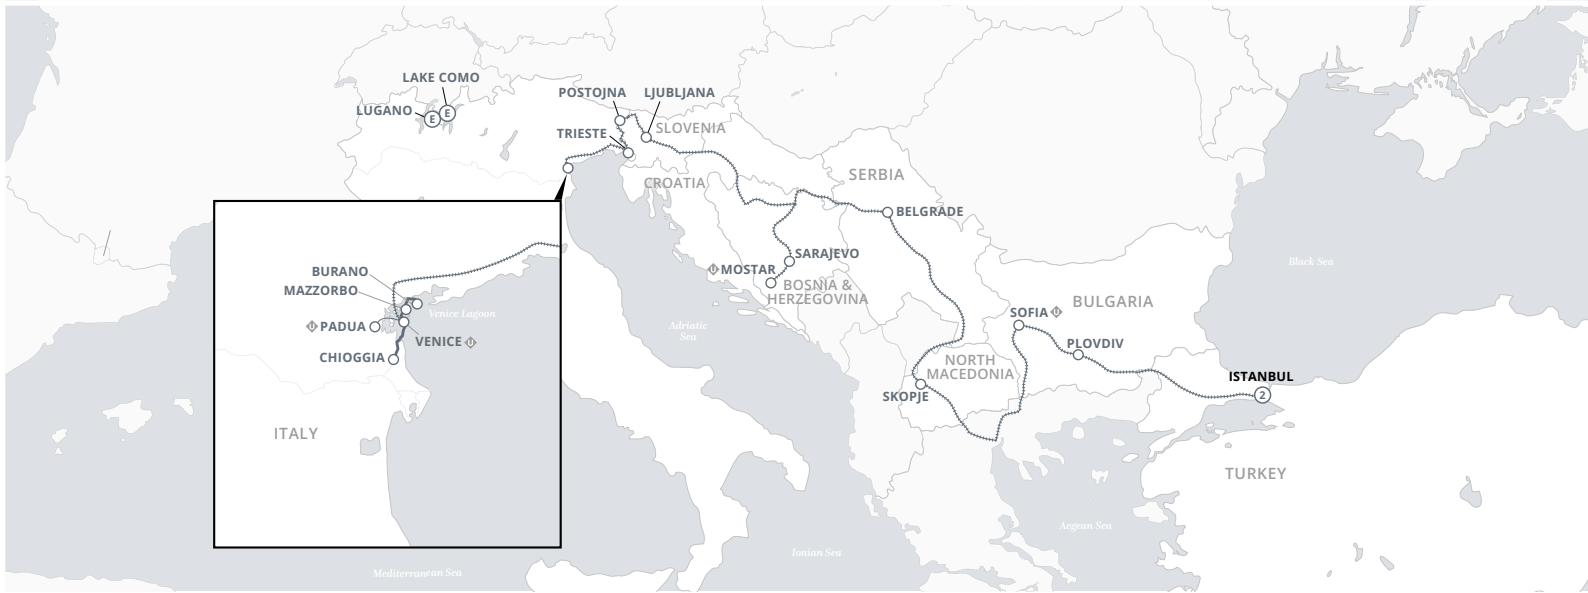 LAKE COMO
POSTOJNA
LJUBLJANA
LUGANO
E
E
TRIESTE
SLOVENIA
CROATIA
SERBIA
BELGRADE
SARAJEVO
U MOSTAR
BOSNIA &
HERZEGOVINA
Black Sea
BURANO
MAZZORBO
Venice Lagoon
U PADUA
VENICE U
CHIOGGIA
ITALY
Adriatic
Sea
SOFIA U
BULGARIA
PLOVDIV
NORTH
MACEDONIA
SKOPJE
ISTANBUL
2
TURKEY
Aegean Sea
Ionian Sea
Mediterranean Sea